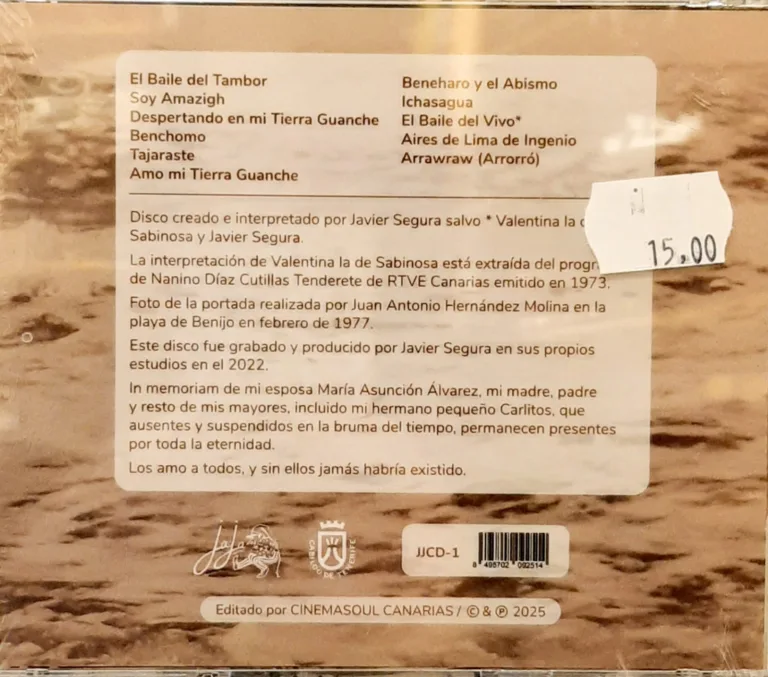 El Baile del Tambor
Soy Amazigh
Despertando en mi Tierra Guanche
Benchomo
Tajaraste
Amo mi Tierra Guanche
Beneharo y el Abismo
Ichasagua
El Baile del Vivo*
Aires de Lima de Ingenio
Arrawraw (Arrorró)
15,00
Disco creado e interpretado por Javier Segura salvo * Valentina la
Sabinosa y Javier Segura.
La interpretación de Valentina la de Sabinosa está extraída del
de Nanino Díaz Cutillas Tenderete de RTVE Canarias emitido en 1973.
Foto de la portada realizada por Juan Antonio Hernández Molina en la
playa de Benijo en febrero de 1977.
Este disco fue grabado y producido por Javier Segura en sus propios
estudios en el 2022.
In memoriam de mi esposa María Asunción Álvarez, mi madre, padre
y resto de mis mayores, incluido mi hermano pequeño Carlitos, que
ausentes y suspendidos en la bruma del tiempo, permanecen presentes
por toda la eternidad.
Los amo a todos, y sin ellos jamás habría existido.
jaja
CABILDO DE TENERIFE
JJCD-1
8 495702 092514
Editado por CINEMASOUL CANARIAS / © & ℗ 2025